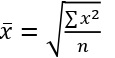 x̄ = √(∑x²/n)